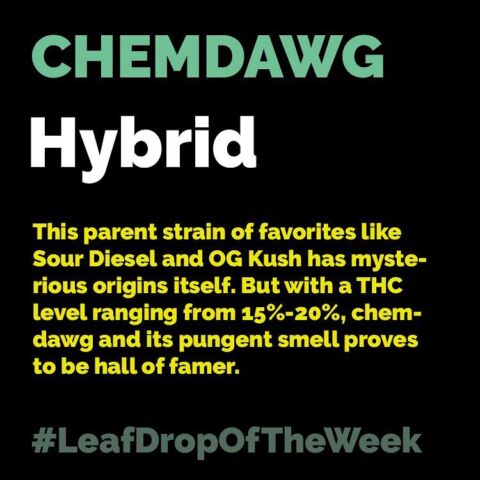 CHEMDAWG
Hybrid
This parent strain of favorites like
Sour Diesel and OG Kush has myste-
rious origins itself. But with a THC
level ranging from 15%-20%, chem-
dawg and its pungent smell proves
to be hall of famer.
#LeafDropOfTheWeek